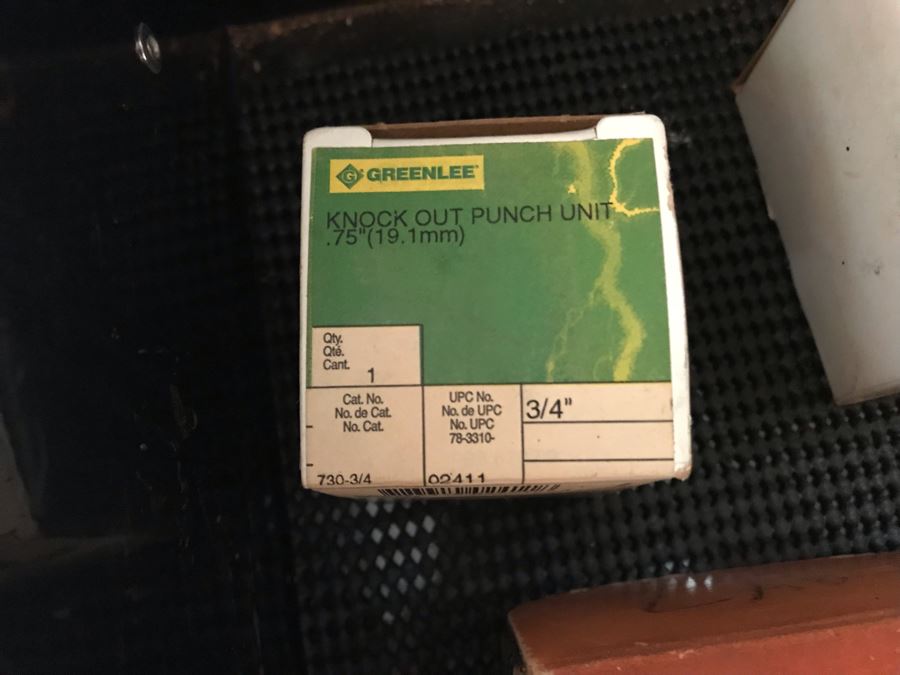 G GREENLEE
KNOCK OUT PUNCH UNIT
.75"(19.1mm)
Qty.
Qté.
Cant.
1
Cat. No.
No. de Cat.
No. Cat.
730-3/4
UPC No.
No. de UPC
No. UPC
78-3310-
02411
3/4"